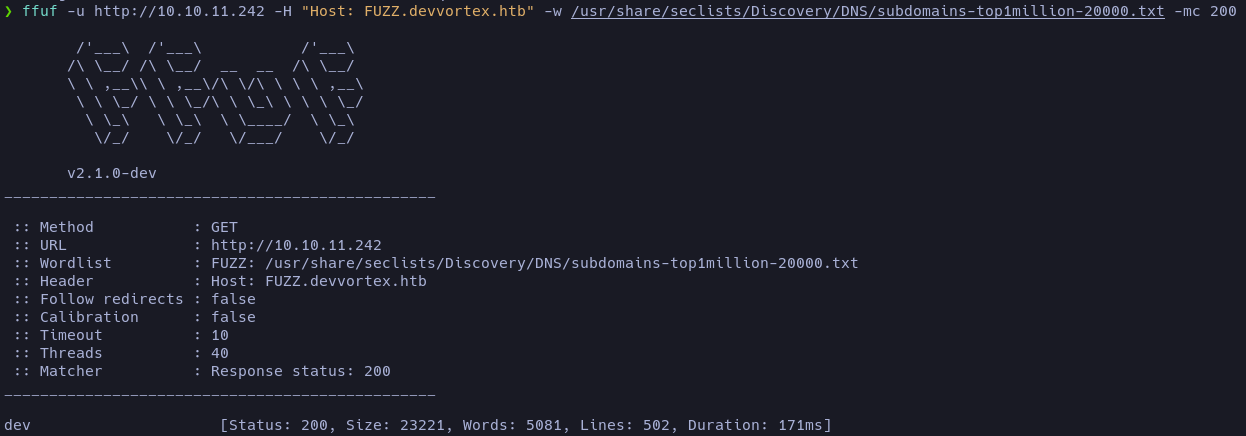 ❯ ffuf -u http://10.10.11.242 -H "Host: FUZZ.devvortex.htb" -w /usr/share/seclists/Discovery/DNS/subdomains-top1million-20000.txt -mc 200
        /'___\  /'___\           /'___\
       /\ \__/ /\ \__/  __  __  /\ \__/
       \ \ ,__\\ \ ,__\/\ \/\ \ \ \ ,__\
        \ \ \_/ \ \ \_/\ \ \_\ \ \ \ \_/
         \ \_\   \ \_\  \ \____/  \ \_\
          \/_/    \/_/   \/___/    \/_/
       v2.1.0-dev
________________________________________________
 :: Method           : GET
 :: URL              : http://10.10.11.242
 :: Wordlist         : FUZZ: /usr/share/seclists/Discovery/DNS/subdomains-top1million-20000.txt
 :: Header           : Host: FUZZ.devvortex.htb
 :: Follow redirects : false
 :: Calibration      : false
 :: Timeout          : 10
 :: Threads          : 40
 :: Matcher          : Response status: 200
________________________________________________
dev                     [Status: 200, Size: 23221, Words: 5081, Lines: 502, Duration: 171ms]